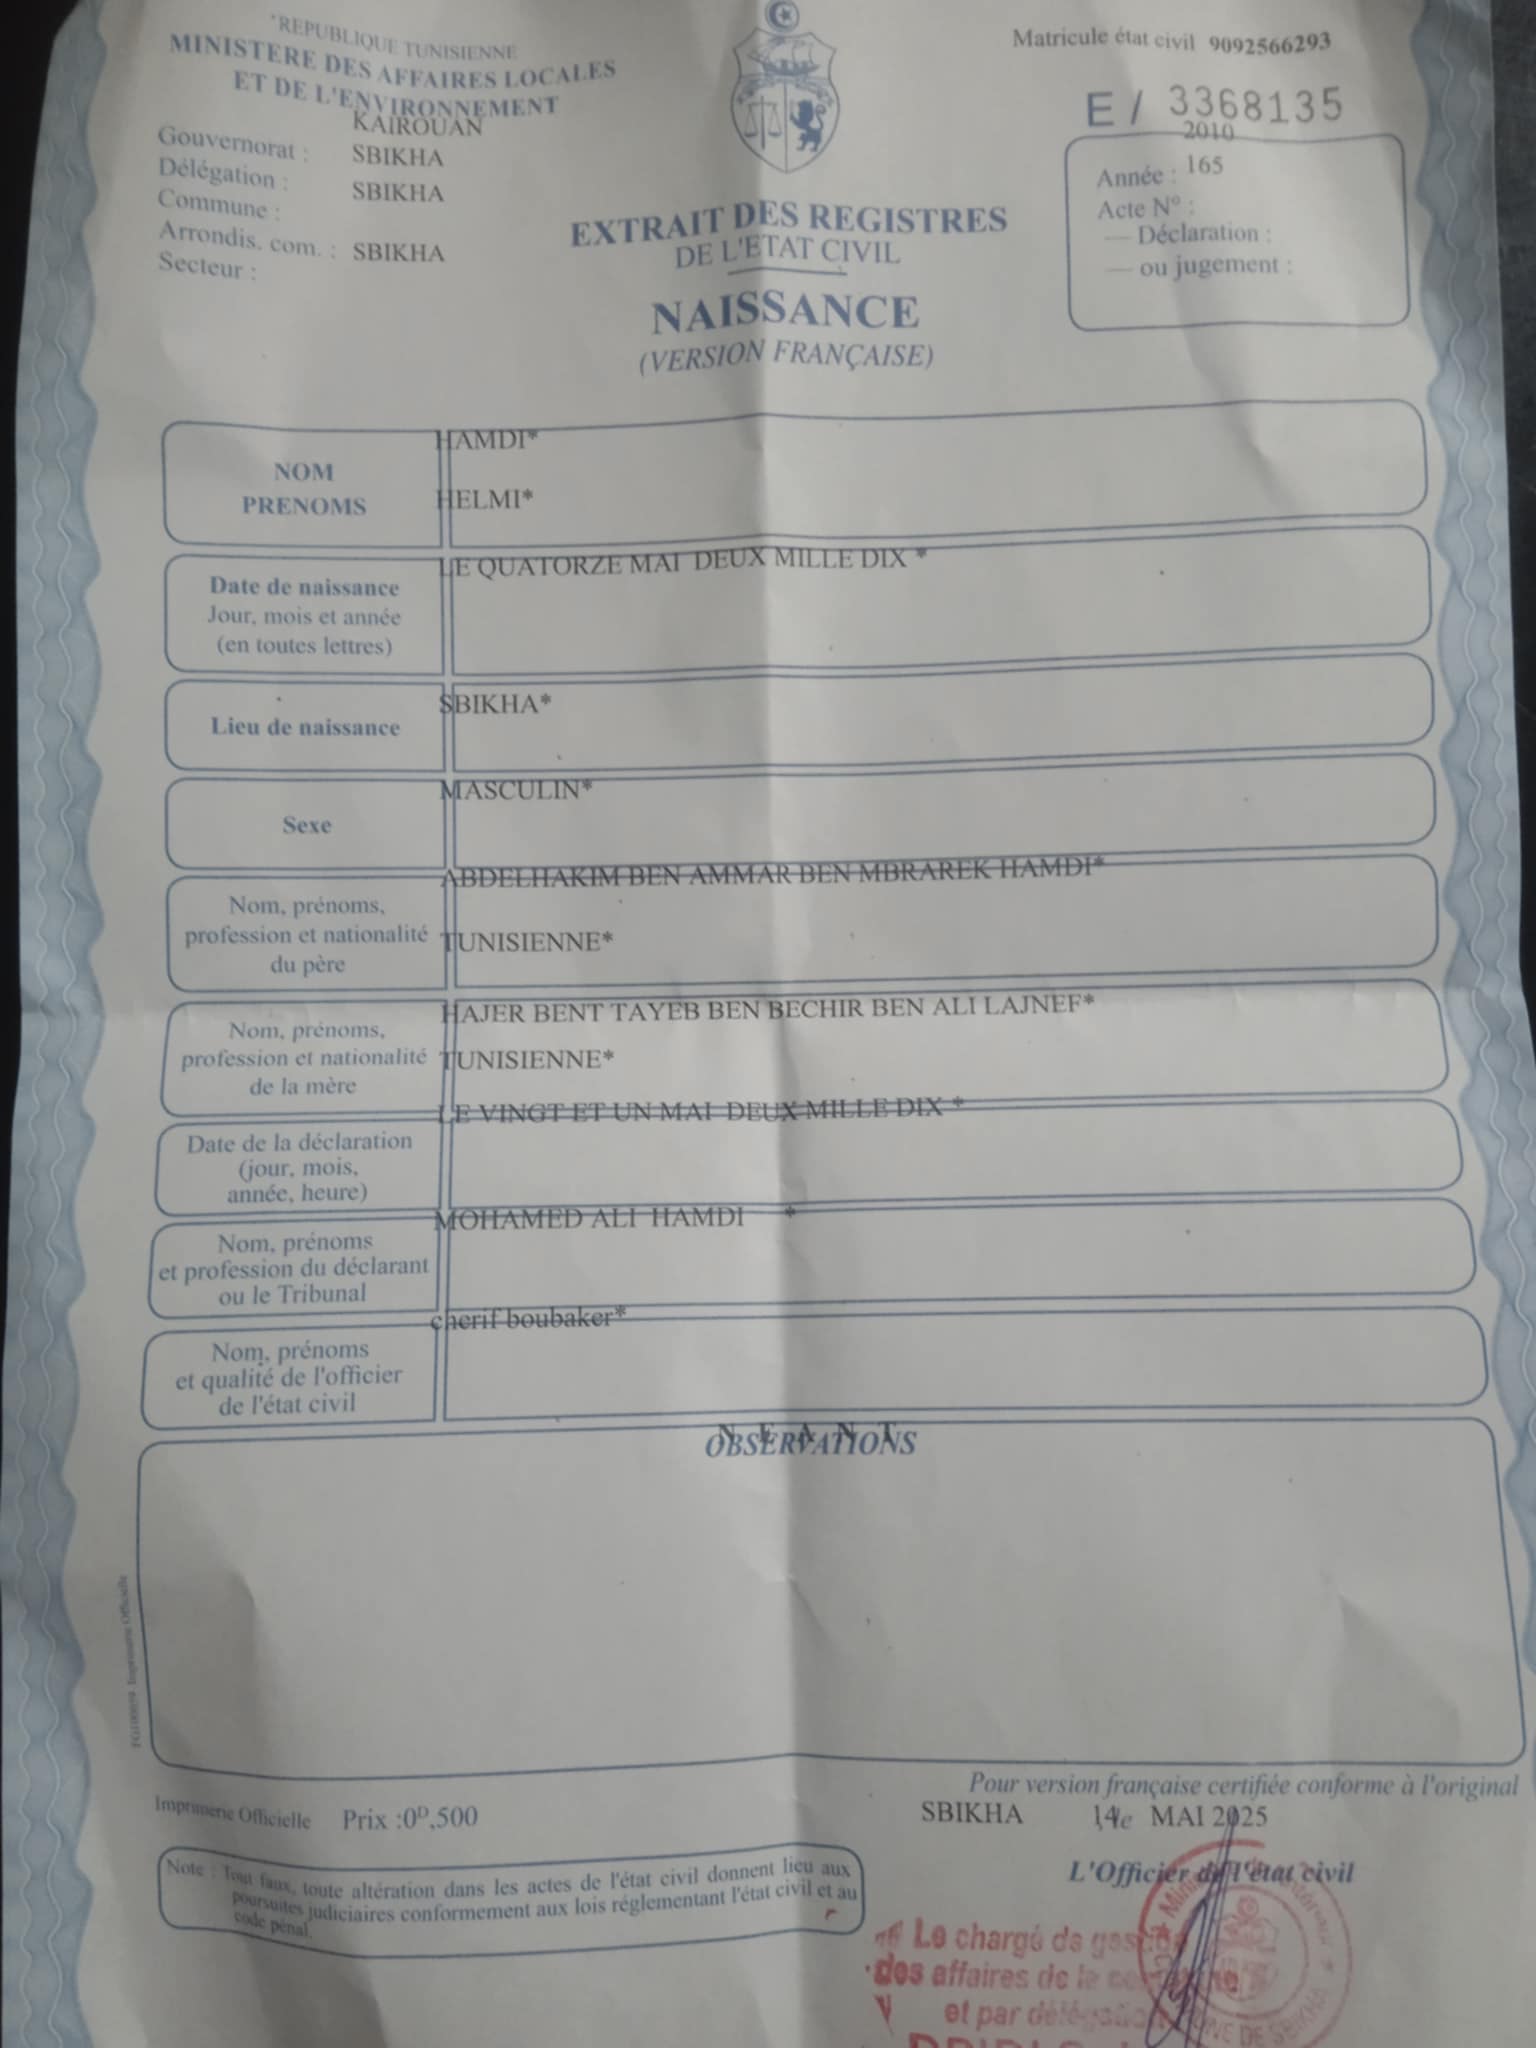 *REPUBLIQUE TUNISIENNE
MINISTERE DES AFFAIRES LOCALES
ET DE L'ENVIRONNEMENT
Gouvernorat : KAIROUAN
Délégation : SBIKHA
Commune : SBIKHA
Arrondis. com. : SBIKHA
Secteur :
Matricule état civil 9092566293
E / 3368135
2010
Année : 165
Acte N° :
— Déclaration :
— ou jugement :
EXTRAIT DES REGISTRES
DE L'ETAT CIVIL
NAISSANCE
(VERSION FRANÇAISE)
NOM
PRENOMS
HAMDI*
HELMI*
Date de naissance
Jour, mois et année
(en toutes lettres)
LE QUATORZE MAI DEUX MILLE DIX *
Lieu de naissance
SBIKHA*
Sexe
MASCULIN*
Nom, prénoms,
profession et nationalité
du père
ABDELHAKIM BEN AMMAR BEN MBRAREK HAMDI*
TUNISIENNE*
Nom, prénoms,
profession et nationalité
de la mère
HAJER BENT TAYEB BEN BECHIR BEN ALI LAJNEF*
TUNISIENNE*
Date de la déclaration
(jour, mois,
année, heure)
LE VINGT ET UN MAI DEUX MILLE DIX *
Nom, prénoms
et profession du déclarant
ou le Tribunal
MOHAMED ALI HAMDI *
Nom, prénoms
et qualité de l'officier
de l'état civil
cherif boubaker*
N E A N T
OBSERVATIONS
Imprimerie Officielle
Pour version française certifiée conforme à l'original
Imprimerie Officielle Prix :0ᴰ,500
SBIKHA 14 le MAI 2025
L'Officier de l'état civil
Note : Tout faux, toute altération dans les actes de l'état civil donnent lieu aux
poursuites judiciaires conformement aux lois réglementant l'état civil et au
code pénal.
Le chargé de gestion
des affaires de la commune
et par délégation
COMMUNE DE SBIKHA